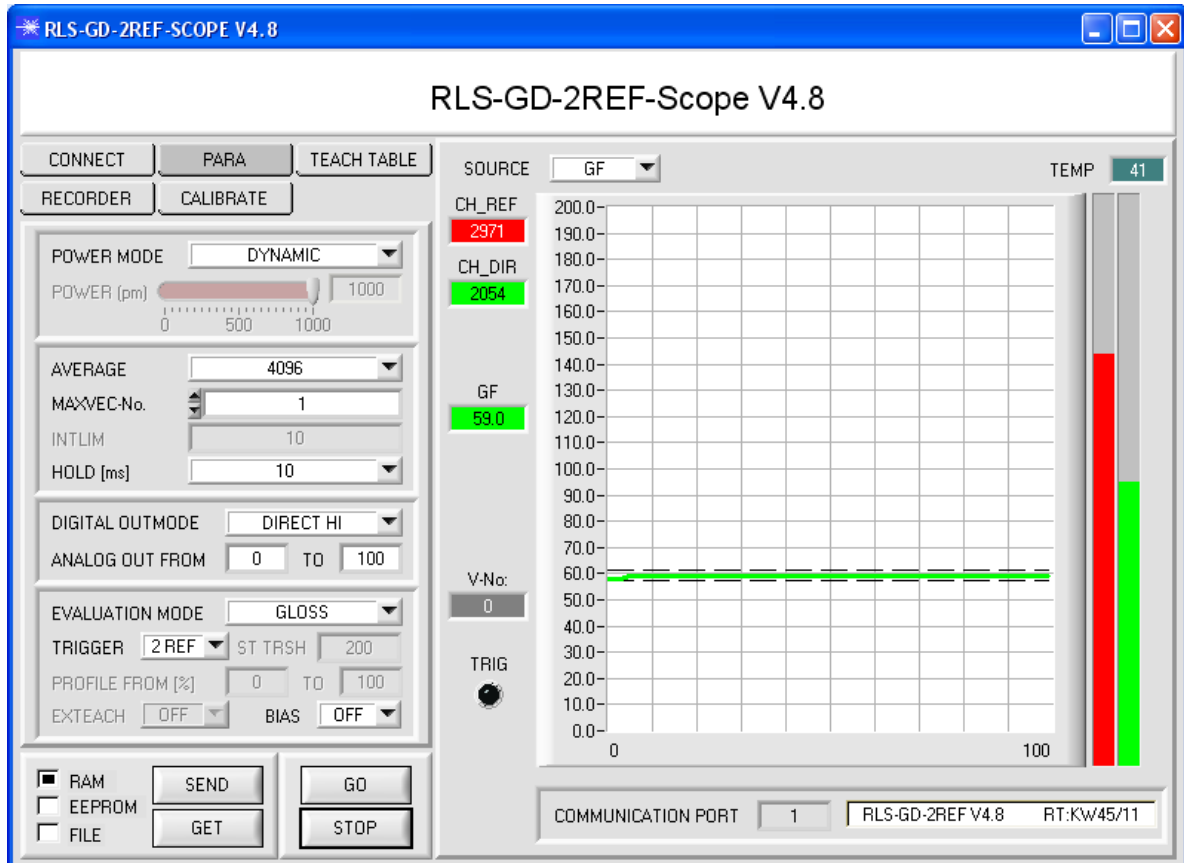 RLS-GD-2REF-SCOPE V4.8
RLS-GD-2REF-Scope V4.8
CONNECT PARA TEACH TABLE
RECORDER CALIBRATE
POWER MODE DYNAMIC
POWER (pm) 1000
0 500 1000
AVERAGE 4096
MAXVEC-No. 1
INTLIM 10
HOLD [ms] 10
DIGITAL OUTMODE DIRECT HI
ANALOG OUT FROM 0 TO 100
EVALUATION MODE GLOSS
TRIGGER 2 REF ST TRSH 200
PROFILE FROM [%] 0 TO 100
EXTEACH OFF BIAS OFF
RAM
EEPROM
FILE
SEND
GET
GO
STOP
SOURCE GF
TEMP 41
CH_REF
2971
CH_DIR
2054
GF
59.0
V-No:
0
TRIG
200.0
190.0
180.0
170.0
160.0
150.0
140.0
130.0
120.0
110.0
100.0
90.0
80.0
70.0
60.0
50.0
40.0
30.0
20.0
10.0
0.0
0 100
COMMUNICATION PORT 1 RLS-GD-2REF V4.8 RT:KW45/11